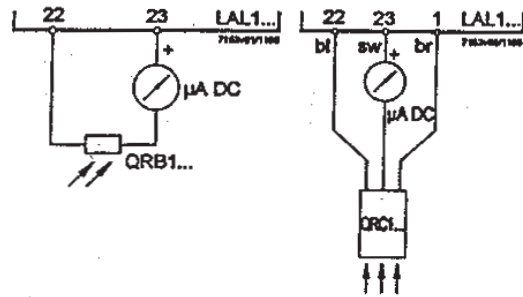 22 23 LAL1...
+
µA DC
QRB1...
22 23 1 LAL1...
bl sw + br
µA DC
QRC1...